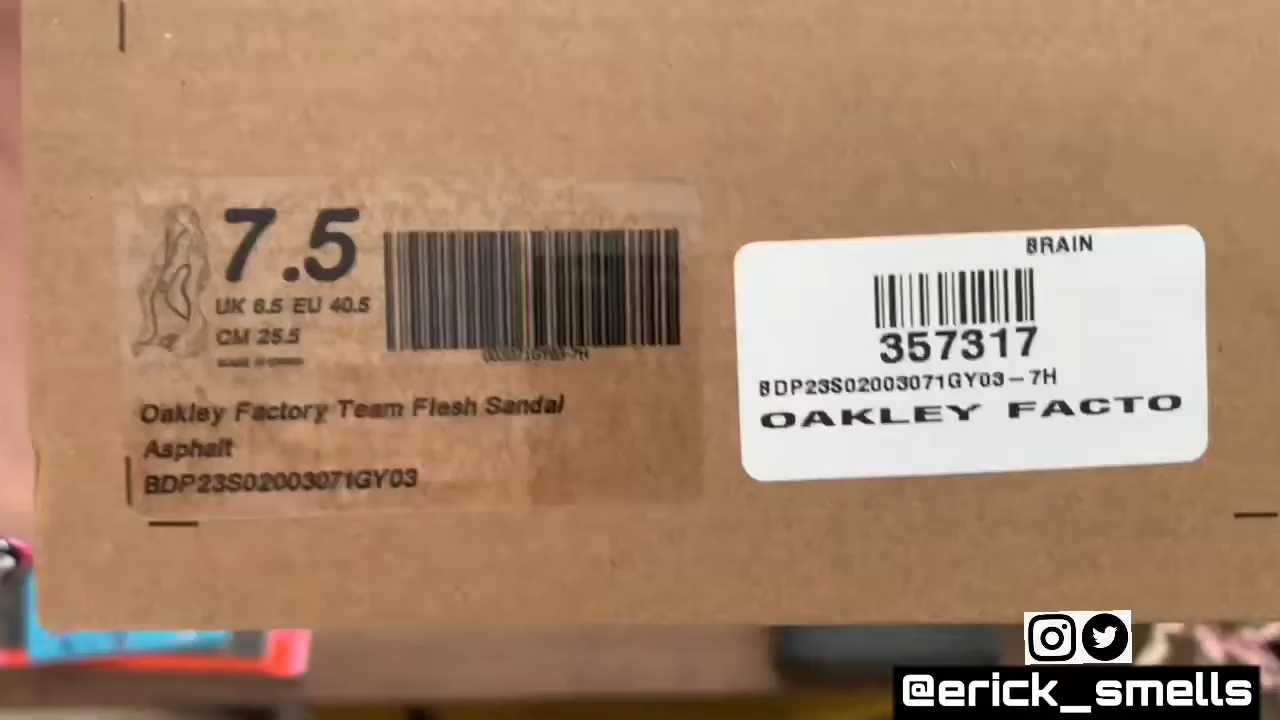 7.5
UK 6.5 EU 40.5
CM 25.5
Oakley Factory Team Flesh Sandal
Asphalt
BDP23S02003071GY03
BRAIN
357317
BDP23S02003071GY03-7H
OAKLEY FACTO
@erick_smells